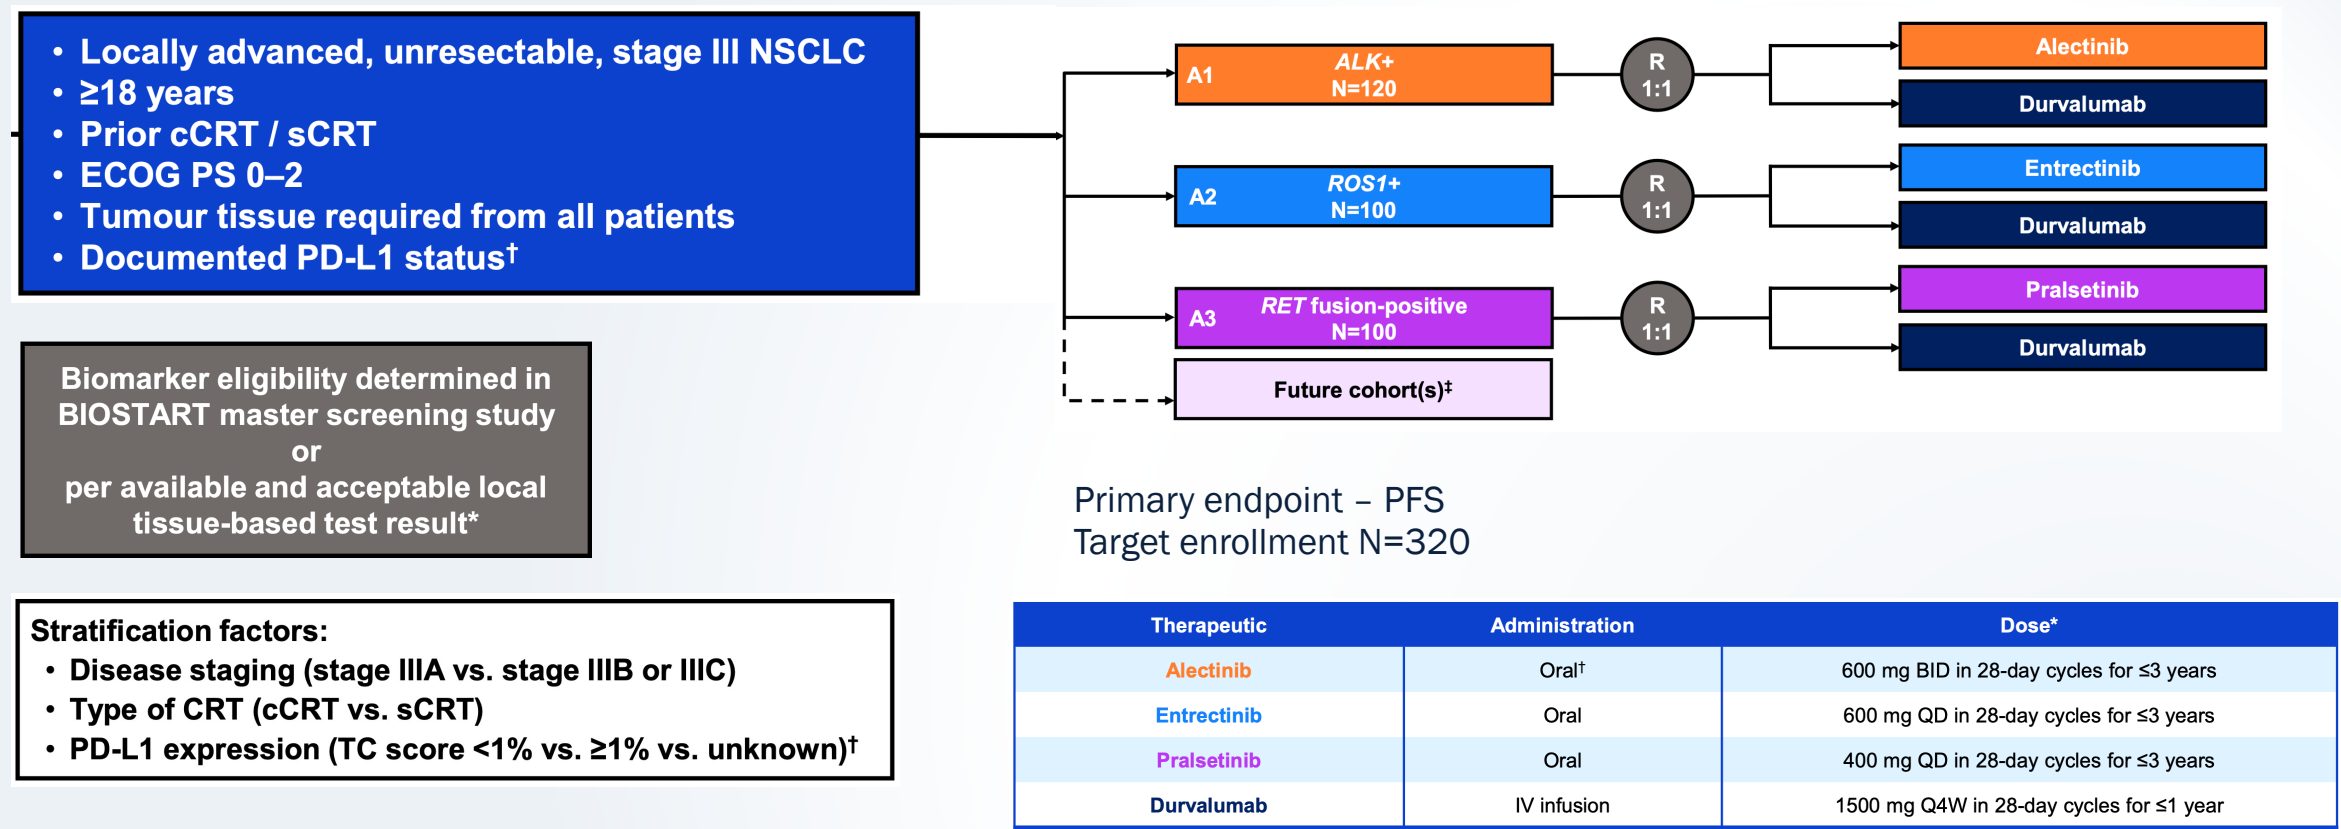 • Locally advanced, unresectable, stage III NSCLC
• ≥18 years
• Prior cCRT / sCRT
• ECOG PS 0–2
• Tumour tissue required from all patients
• Documented PD-L1 status†
Biomarker eligibility determined in
BIOSTART master screening study
or
per available and acceptable local
tissue-based test result*
Stratification factors:
• Disease staging (stage IIIA vs. stage IIIB or IIIC)
• Type of CRT (cCRT vs. sCRT)
• PD-L1 expression (TC score <1% vs. ≥1% vs. unknown)†
A1
ALK+
N=120
R
1:1
Alectinib
Durvalumab
A2
ROS1+
N=100
R
1:1
Entrectinib
Durvalumab
A3
RET fusion-positive
N=100
R
1:1
Pralsetinib
Durvalumab
Future cohort(s)‡
Primary endpoint – PFS
Target enrollment N=320
Therapeutic Administration Dose*
Alectinib Oral† 600 mg BID in 28-day cycles for ≤3 years
Entrectinib Oral 600 mg QD in 28-day cycles for ≤3 years
Pralsetinib Oral 400 mg QD in 28-day cycles for ≤3 years
Durvalumab IV infusion 1500 mg Q4W in 28-day cycles for ≤1 year